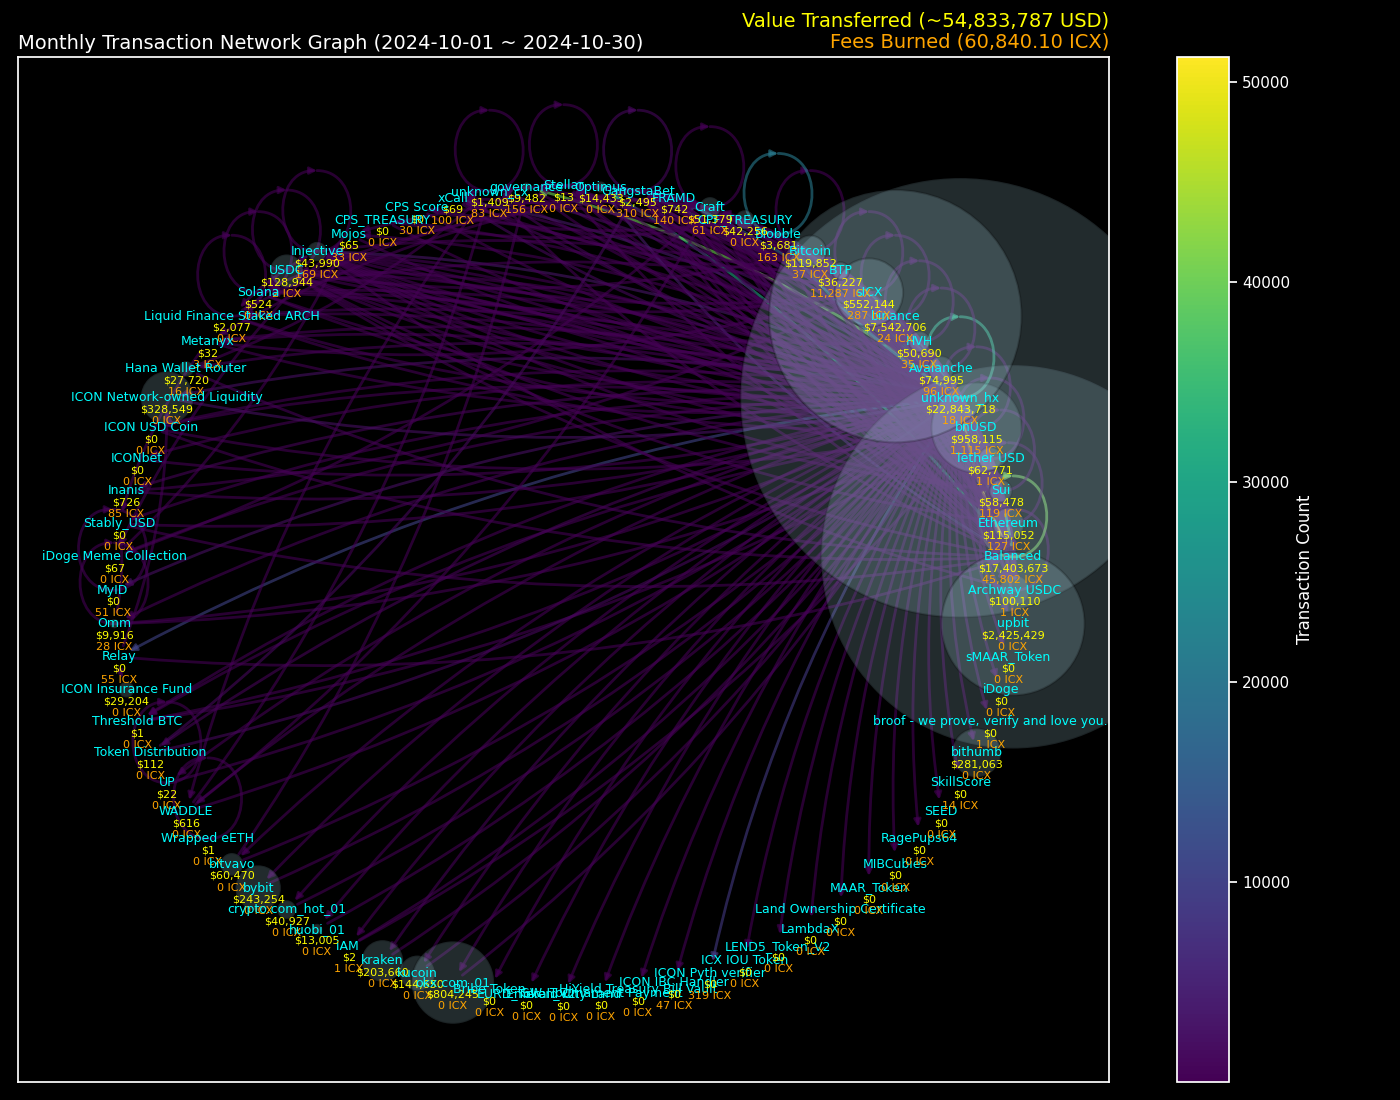 Value Transferred (~54,833,787 USD)
Monthly Transaction Network Graph (2024-10-01 ~ 2024-10-30)
Fees Burned (60,840.10 ICX)
governance
$9,482
156 ICX
Stellar
$13
0 ICX
Optimus
$14,435
0 ICX
GangstaBet
$2,495
310 ICX
FRAMD
$742
140 ICX
Craft
61 ICX
$42,256
0 ICX
Blobble
$3,681
163 ICX
Bitcoin
$119,852
37 ICX
BTP
$36,227
11,287 ICX
sICX
$552,144
287 ICX
binance
$7,542,706
24 ICX
HVH
$50,690
35 ICX
Avalanche
$74,995
96 ICX
unknown_hx
$22,843,718
18 ICX
bnUSD
$958,115
1,115 ICX
Tether USD
$62,771
1 ICX
Sui
$58,478
119 ICX
Ethereum
$115,052
127 ICX
Balanced
$17,403,673
45,802 ICX
Archway USDC
$100,110
1 ICX
upbit
$2,425,429
0 ICX
sMAAR_Token
$0
0 ICX
iDoge
$0
0 ICX
broof - we prove, verify and love you.
$0
1 ICX
bithumb
$281,063
0 ICX
SkillScore
$0
14 ICX
SEED
$0
0 ICX
RagePups64
$0
0 ICX
MIBCubies
$0
0 ICX
MAAR_Token
$0
0 ICX
Land Ownership Certificate
$0
0 ICX
LambdaX
$0
0 ICX
LEND5_Token_V2
$0
0 ICX
ICX IOU Token
$0
0 ICX
ICON Pyth verifier
$0
319 ICX
ICON IBC Handler
$0
47 ICX
HiYield Treasury Bill Vault
$0
0 ICX
$0
0 ICX
$0
0 ICX
$0
0 ICX
$0
0 ICX
$804,245
0 ICX
kucoin
0 ICX
kraken
$203,660
0 ICX
IAM
$2
1 ICX
huobi_01
$13,005
0 ICX
crypto.com_hot_01
$40,927
0 ICX
bybit
$243,254
0 ICX
bitvavo
$60,470
0 ICX
Wrapped eETH
$1
0 ICX
WADDLE
$616
0 ICX
UP
$22
0 ICX
Token Distribution
$112
0 ICX
Threshold BTC
$1
0 ICX
ICON Insurance Fund
$29,204
0 ICX
Relay
$0
55 ICX
Omm
$9,916
28 ICX
MyID
$0
51 ICX
iDoge Meme Collection
$67
0 ICX
Stably_USD
$0
0 ICX
Inanis
$726
85 ICX
ICONbet
$0
0 ICX
ICON USD Coin
$0
0 ICX
ICON Network-owned Liquidity
$328,549
0 ICX
Hana Wallet Router
$27,720
16 ICX
Metanyx
$32
3 ICX
Liquid Finance Staked ARCH
$2,077
0 ICX
Solana
$524
0 ICX
USDC
$128,944
Injective
$43,990
169 ICX
Mojos
$65
CPS_TREASURY
$0
0 ICX
CPS Score
30 ICX
xCall
$69
100 ICX
unknown_cx
$1,409
83 ICX
50000
40000
30000
20000
10000
Transaction Count